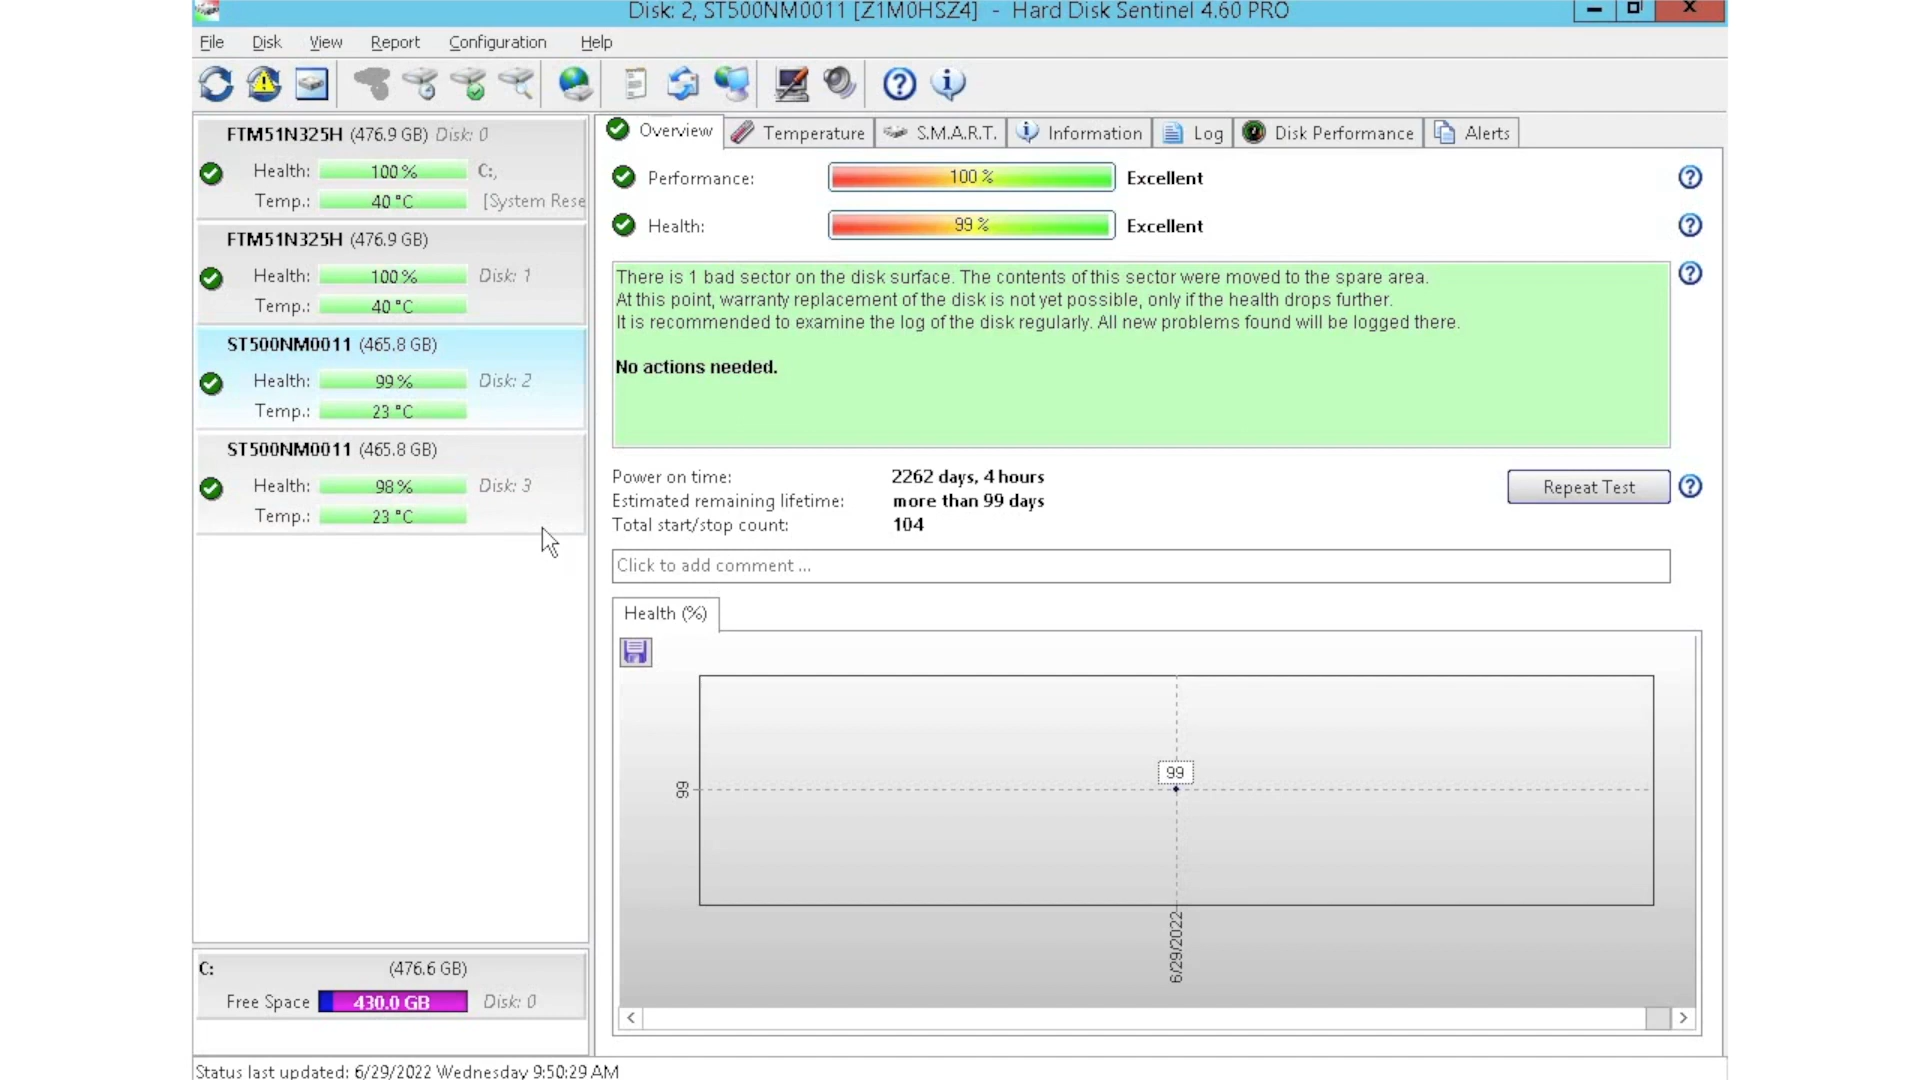 Disk: 2, ST500NM0011 [Z1M0HSZ4] - Hard Disk Sentinel 4.60 PRO
File Disk View Report Configuration Help
FTM51N325H (476.9 GB) Disk: 0
Health: 100 % C:,
Temp.: 40 °C [System Rese
FTM51N325H (476.9 GB)
Health: 100 % Disk: 1
Temp.: 40 °C
ST500NM0011 (465.8 GB)
Health: 99 % Disk: 2
Temp.: 23 °C
ST500NM0011 (465.8 GB)
Health: 98 % Disk: 3
Temp.: 23 °C
C: (476.6 GB)
Free Space 430.0 GB Disk: 0
Overview Temperature S.M.A.R.T. Information Log Disk Performance Alerts
Performance: 100 % Excellent
Health: 99 % Excellent
There is 1 bad sector on the disk surface. The contents of this sector were moved to the spare area.
At this point, warranty replacement of the disk is not yet possible, only if the health drops further.
It is recommended to examine the log of the disk regularly. All new problems found will be logged there.
No actions needed.
Power on time: 2262 days, 4 hours
Estimated remaining lifetime: more than 99 days
Total start/stop count: 104
Repeat Test
Click to add comment ...
Health (%)
99
99
6/29/2022
Status last updated: 6/29/2022 Wednesday 9:50:29 AM